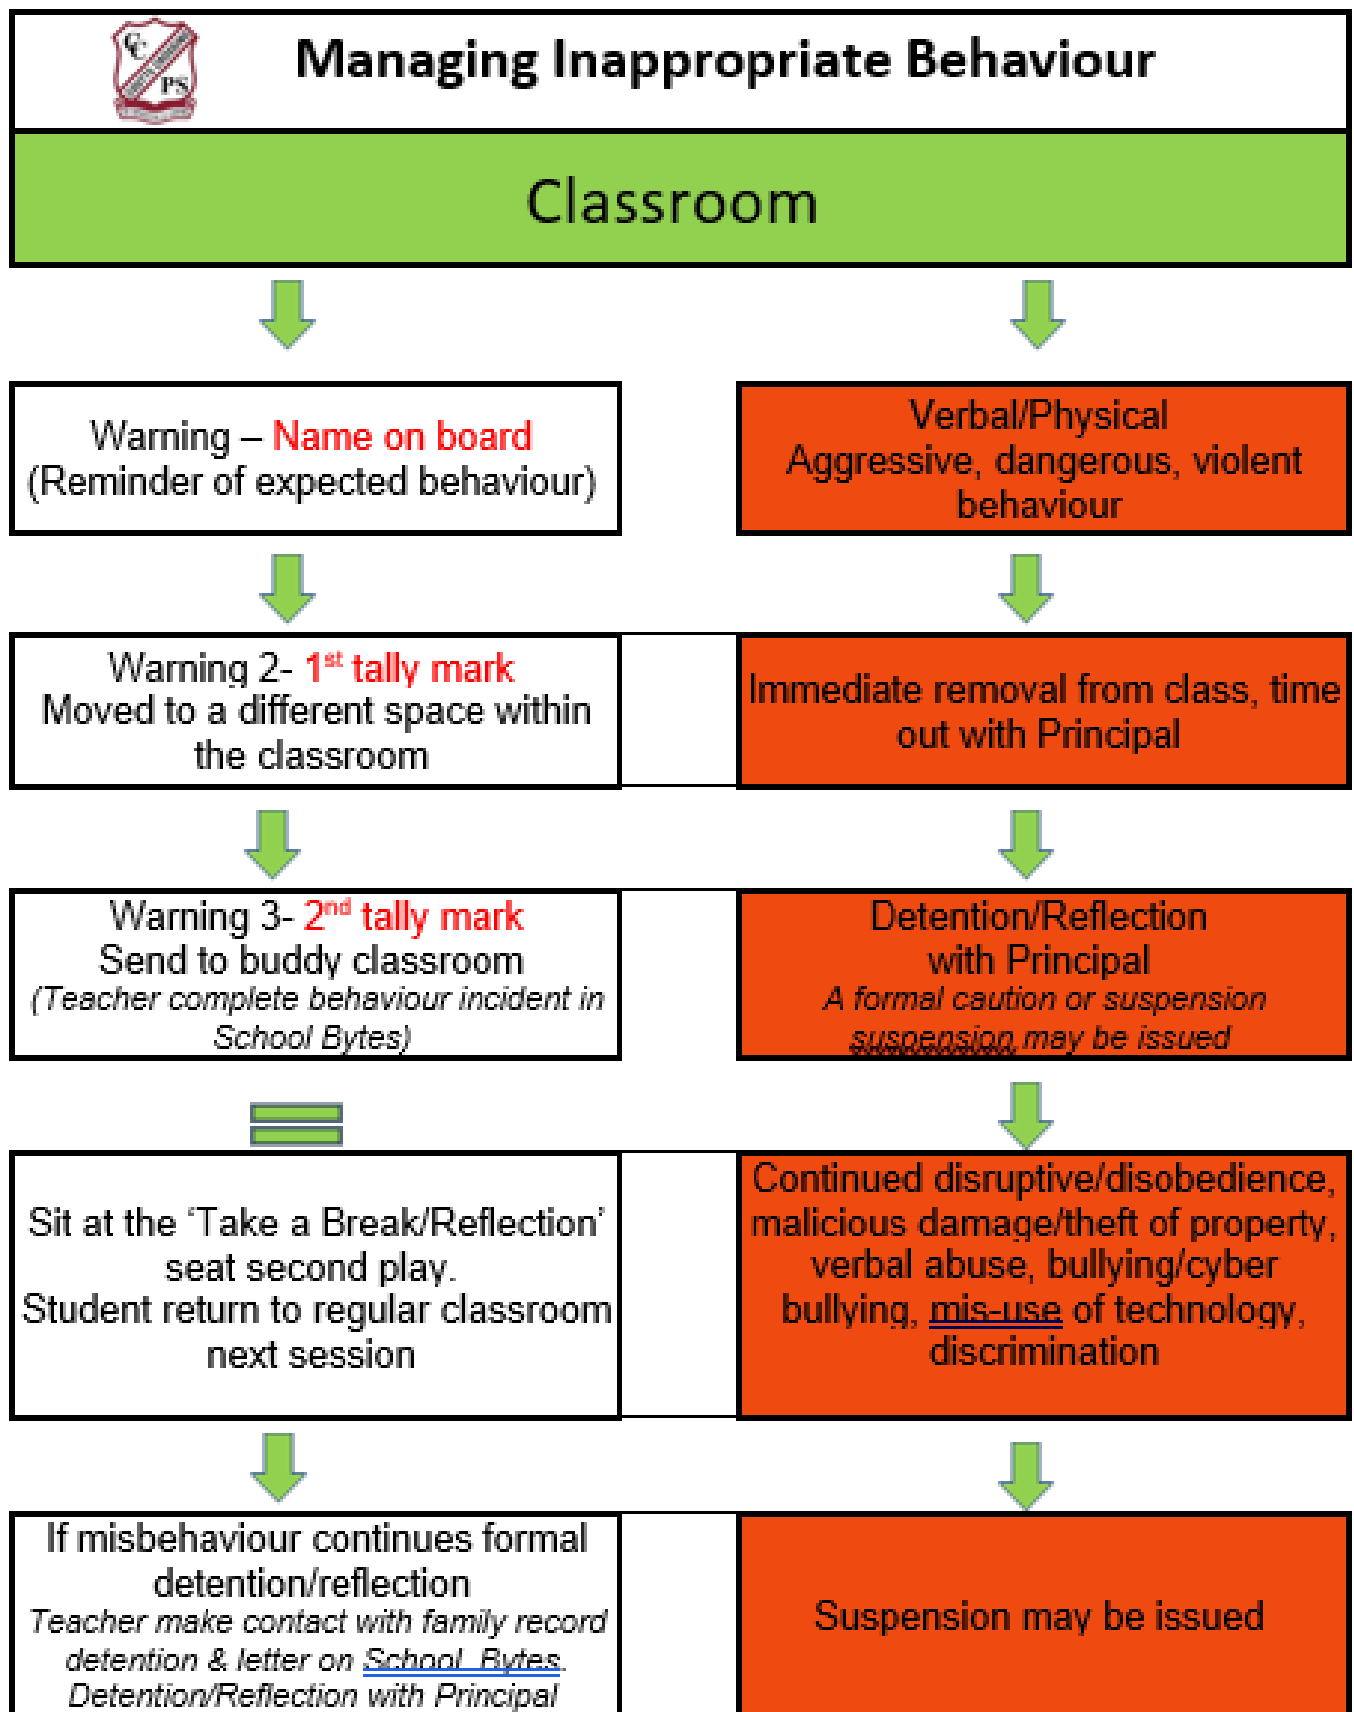 CC
PS
Managing Inappropriate Behaviour
Classroom
Warning – Name on board
(Reminder of expected behaviour)
Verbal/Physical
Aggressive, dangerous, violent
behaviour
Warning 2- 1st tally mark
Moved to a different space within
the classroom
Immediate removal from class, time
out with Principal
Warning 3- 2nd tally mark
Send to buddy classroom
(Teacher complete behaviour incident in
School Bytes)
Detention/Reflection
with Principal
A formal caution or suspension
suspension may be issued
Sit at the ‘Take a Break/Reflection’
seat second play.
Student return to regular classroom
next session
Continued disruptive/disobedience,
malicious damage/theft of property,
verbal abuse, bullying/cyber
bullying, mis-use of technology,
discrimination
If misbehaviour continues formal
detention/reflection
Teacher make contact with family record
detention & letter on School Bytes.
Detention/Reflection with Principal
Suspension may be issued